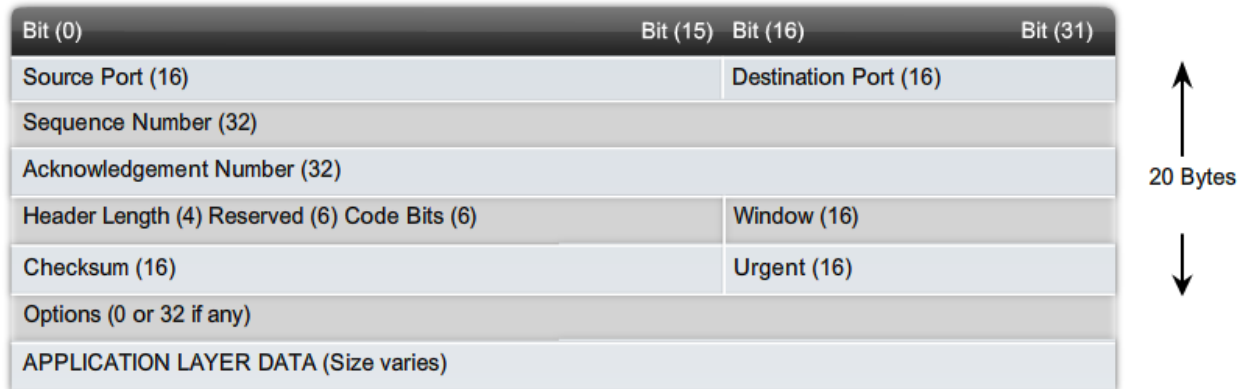 Bit (0) Bit (15) Bit (16) Bit (31)
Source Port (16) Destination Port (16)
Sequence Number (32)
Acknowledgement Number (32)
20 Bytes
Header Length (4) Reserved (6) Code Bits (6) Window (16)
Checksum (16) Urgent (16)
Options (0 or 32 if any)
APPLICATION LAYER DATA (Size varies)